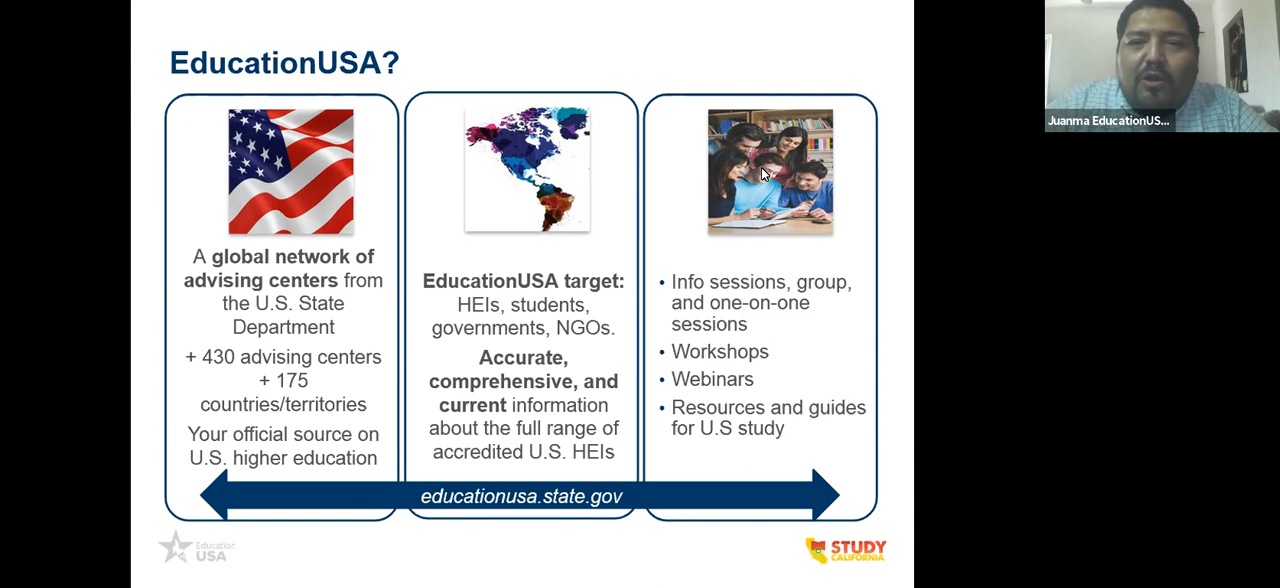 EducationUSA?
A global network of
advising centers from
the U.S. State
Department
+ 430 advising centers
+ 175
countries/territories
Your official source on
U.S. higher education
EducationUSA target:
HEIs, students,
governments, NGOs.
Accurate,
comprehensive, and
current information
about the full range of
accredited U.S. HEIs
• Info sessions, group,
and one-on-one
sessions
• Workshops
• Webinars
• Resources and guides
for U.S study
educationusa.state.gov
Education
USA
STUDY
CALIFORNIA
Juanma EducationUS...